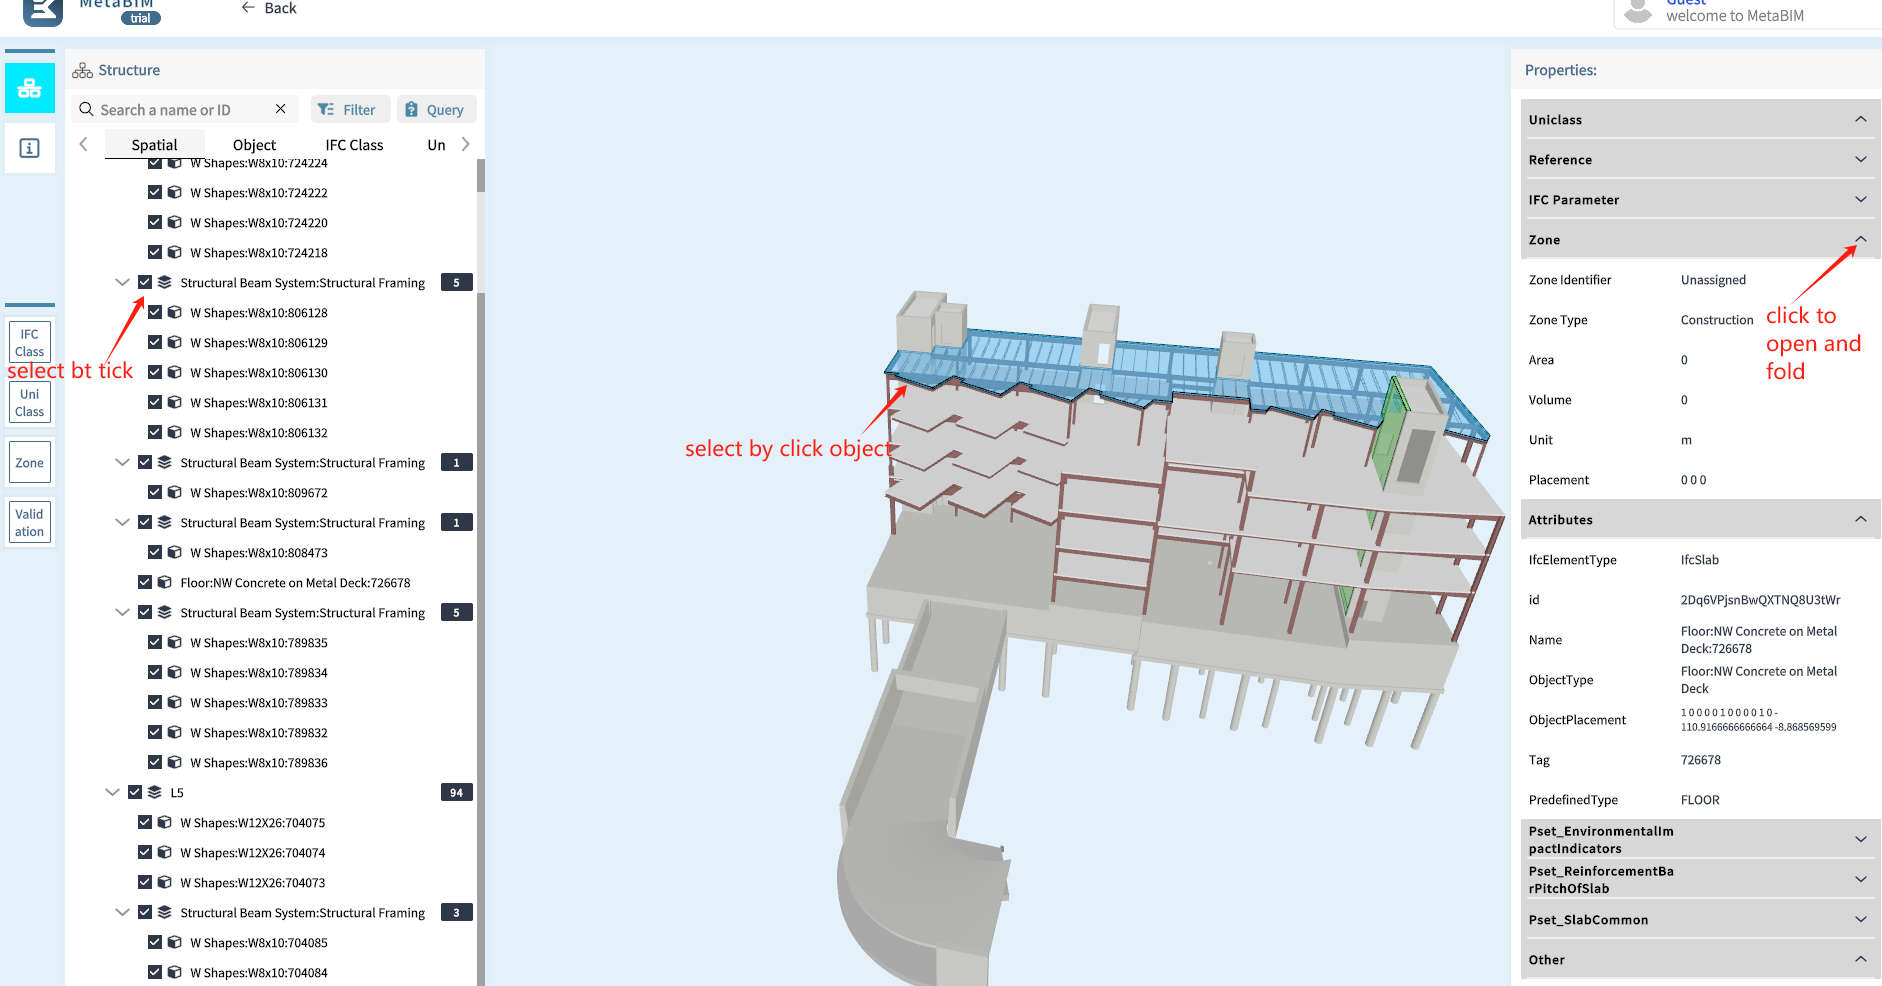 MetaBIM
trial
Back
Guest
welcome to MetaBIM
Structure
Search a name or ID
Filter
Query
Spatial
Object
IFC Class
Un
W Shapes:W8x10:724224
W Shapes:W8x10:724222
W Shapes:W8x10:724220
W Shapes:W8x10:724218
Structural Beam System:Structural Framing 5
W Shapes:W8x10:806128
W Shapes:W8x10:806129
W Shapes:W8x10:806130
W Shapes:W8x10:806131
W Shapes:W8x10:806132
Structural Beam System:Structural Framing 1
W Shapes:W8x10:809672
Structural Beam System:Structural Framing 1
W Shapes:W8x10:808473
Floor:NW Concrete on Metal Deck:726678
Structural Beam System:Structural Framing 5
W Shapes:W8x10:789835
W Shapes:W8x10:789834
W Shapes:W8x10:789833
W Shapes:W8x10:789832
W Shapes:W8x10:789836
L5 94
W Shapes:W12X26:704075
W Shapes:W12X26:704074
W Shapes:W12X26:704073
Structural Beam System:Structural Framing 3
W Shapes:W8x10:704085
W Shapes:W8x10:704084
IFC
Class
Uni
Class
Zone
Valid
ation
select bt tick
select by click object
click to
open and
fold
Properties:
Uniclass
Reference
IFC Parameter
Zone
Zone Identifier Unassigned
Zone Type Construction
Area 0
Volume 0
Unit m
Placement 0 0 0
Attributes
IfcElementType IfcSlab
id 2Dq6VPjsnBwQXTNQ8U3tWr
Name Floor:NW Concrete on Metal
Deck:726678
ObjectType Floor:NW Concrete on Metal
Deck
ObjectPlacement 1 0 0 0 0 1 0 0 0 0 1 0 -
110.9166666666664 -8.868569599
Tag 726678
PredefinedType FLOOR
Pset_EnvironmentalIm
pactIndicators
Pset_ReinforcementBa
rPitchOfSlab
Pset_SlabCommon
Other